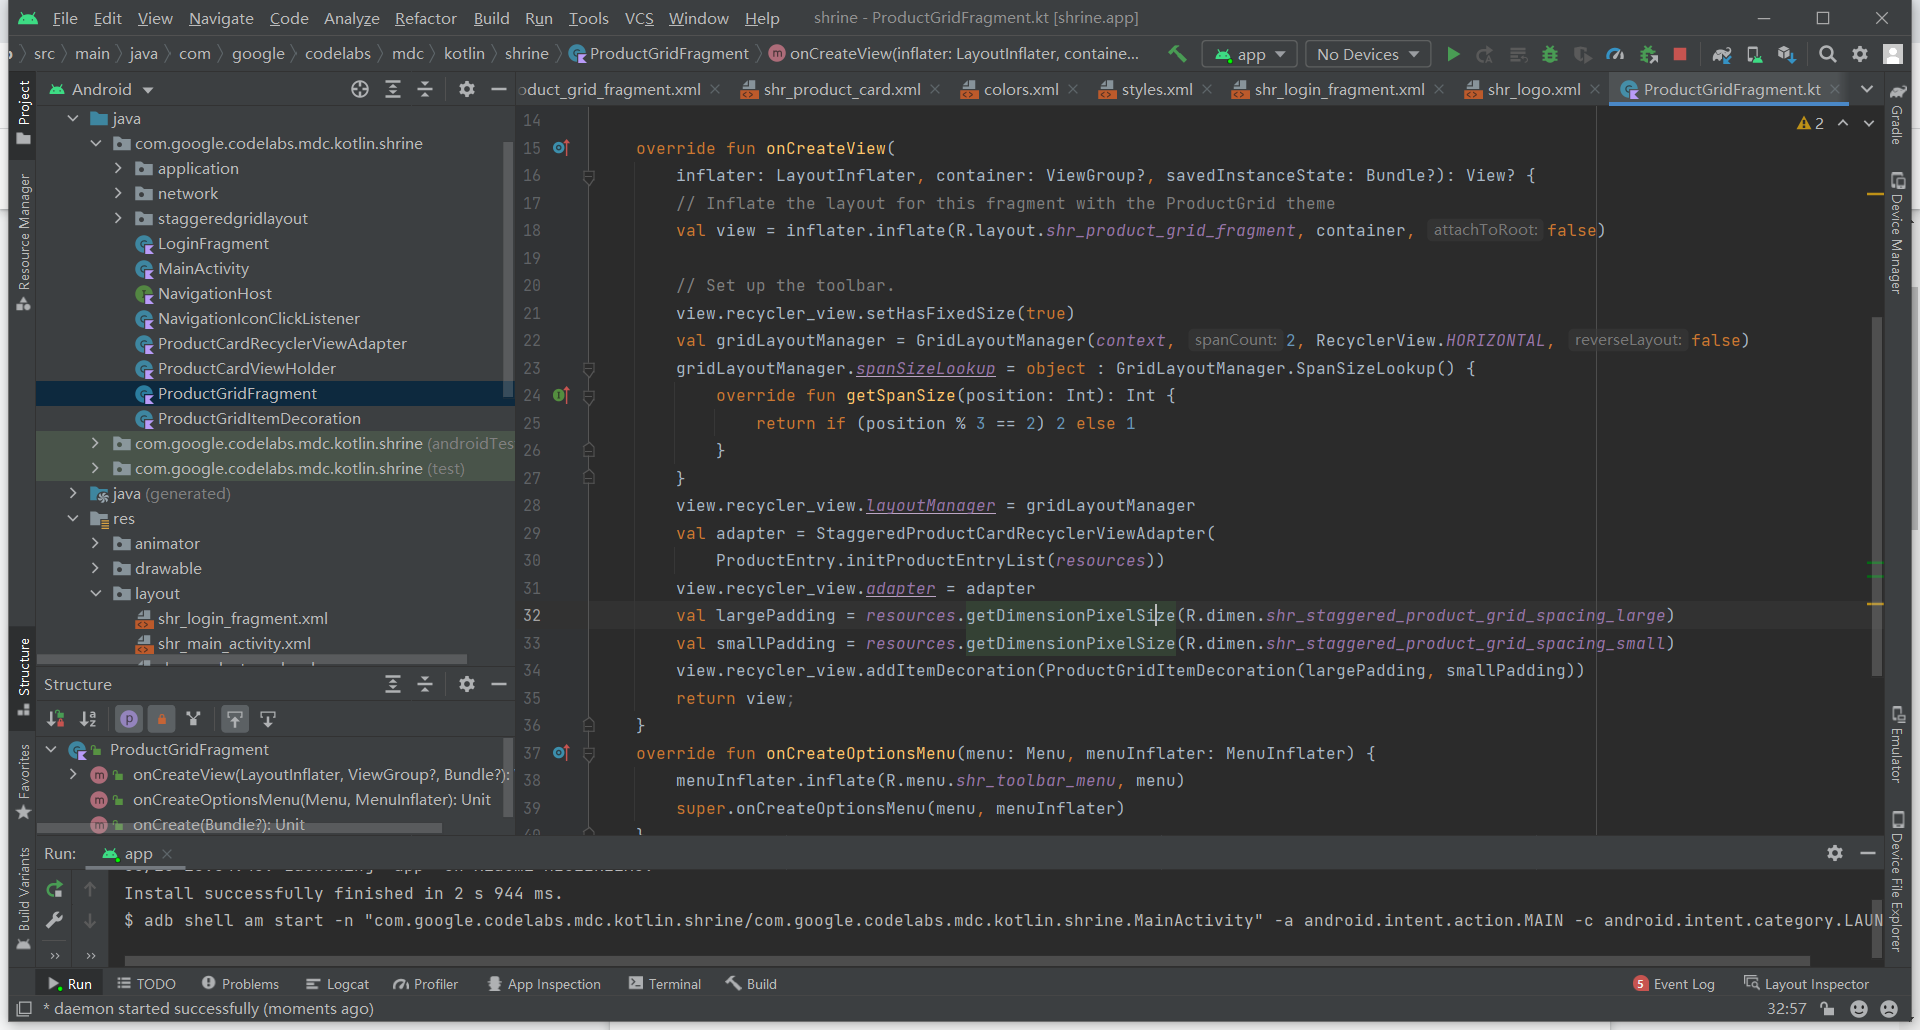 File Edit View Navigate Code Analyze Refactor Build Run Tools VCS Window Help shrine - ProductGridFragment.kt [shrine.app]
src main java com google codelabs mdc kotlin shrine ProductGridFragment onCreateView(inflater: LayoutInflater, containe... app No Devices
Android
oduct_grid_fragment.xml shr_product_card.xml colors.xml styles.xml shr_login_fragment.xml shr_logo.xml ProductGridFragment.kt
Project
Resource Manager
Structure
Favorites
Build Variants
java
com.google.codelabs.mdc.kotlin.shrine
application
network
staggeredgridlayout
LoginFragment
MainActivity
NavigationHost
NavigationIconClickListener
ProductCardRecyclerViewAdapter
ProductCardViewHolder
ProductGridFragment
ProductGridItemDecoration
com.google.codelabs.mdc.kotlin.shrine (androidTes
com.google.codelabs.mdc.kotlin.shrine (test)
java (generated)
res
animator
drawable
layout
shr_login_fragment.xml
shr_main_activity.xml
Structure
ProductGridFragment
onCreateView(LayoutInflater, ViewGroup?, Bundle?):
onCreateOptionsMenu(Menu, MenuInflater): Unit
onCreate(Bundle?): Unit
2
14
15 override fun onCreateView(
16 inflater: LayoutInflater, container: ViewGroup?, savedInstanceState: Bundle?): View? {
17 // Inflate the layout for this fragment with the ProductGrid theme
18 val view = inflater.inflate(R.layout.shr_product_grid_fragment, container, attachToRoot: false)
19
20 // Set up the toolbar.
21 view.recycler_view.setHasFixedSize(true)
22 val gridLayoutManager = GridLayoutManager(context, spanCount: 2, RecyclerView.HORIZONTAL, reverseLayout: false)
23 gridLayoutManager.spanSizeLookup = object : GridLayoutManager.SpanSizeLookup() {
24 override fun getSpanSize(position: Int): Int {
25 return if (position % 3 == 2) 2 else 1
26 }
27 }
28 view.recycler_view.layoutManager = gridLayoutManager
29 val adapter = StaggeredProductCardRecyclerViewAdapter(
30 ProductEntry.initProductEntryList(resources))
31 view.recycler_view.adapter = adapter
32 val largePadding = resources.getDimensionPixelSize(R.dimen.shr_staggered_product_grid_spacing_large)
33 val smallPadding = resources.getDimensionPixelSize(R.dimen.shr_staggered_product_grid_spacing_small)
34 view.recycler_view.addItemDecoration(ProductGridItemDecoration(largePadding, smallPadding))
35 return view;
36 }
37 override fun onCreateOptionsMenu(menu: Menu, menuInflater: MenuInflater) {
38 menuInflater.inflate(R.menu.shr_toolbar_menu, menu)
39 super.onCreateOptionsMenu(menu, menuInflater)
Gradle
Device Manager
Emulator
Device File Explorer
Run: app
Install successfully finished in 2 s 944 ms.
$ adb shell am start -n "com.google.codelabs.mdc.kotlin.shrine/com.google.codelabs.mdc.kotlin.shrine.MainActivity" -a android.intent.action.MAIN -c android.intent.category.LAUN
Run TODO Problems Logcat Profiler App Inspection Terminal Build 5 Event Log Layout Inspector
* daemon started successfully (moments ago) 32:57